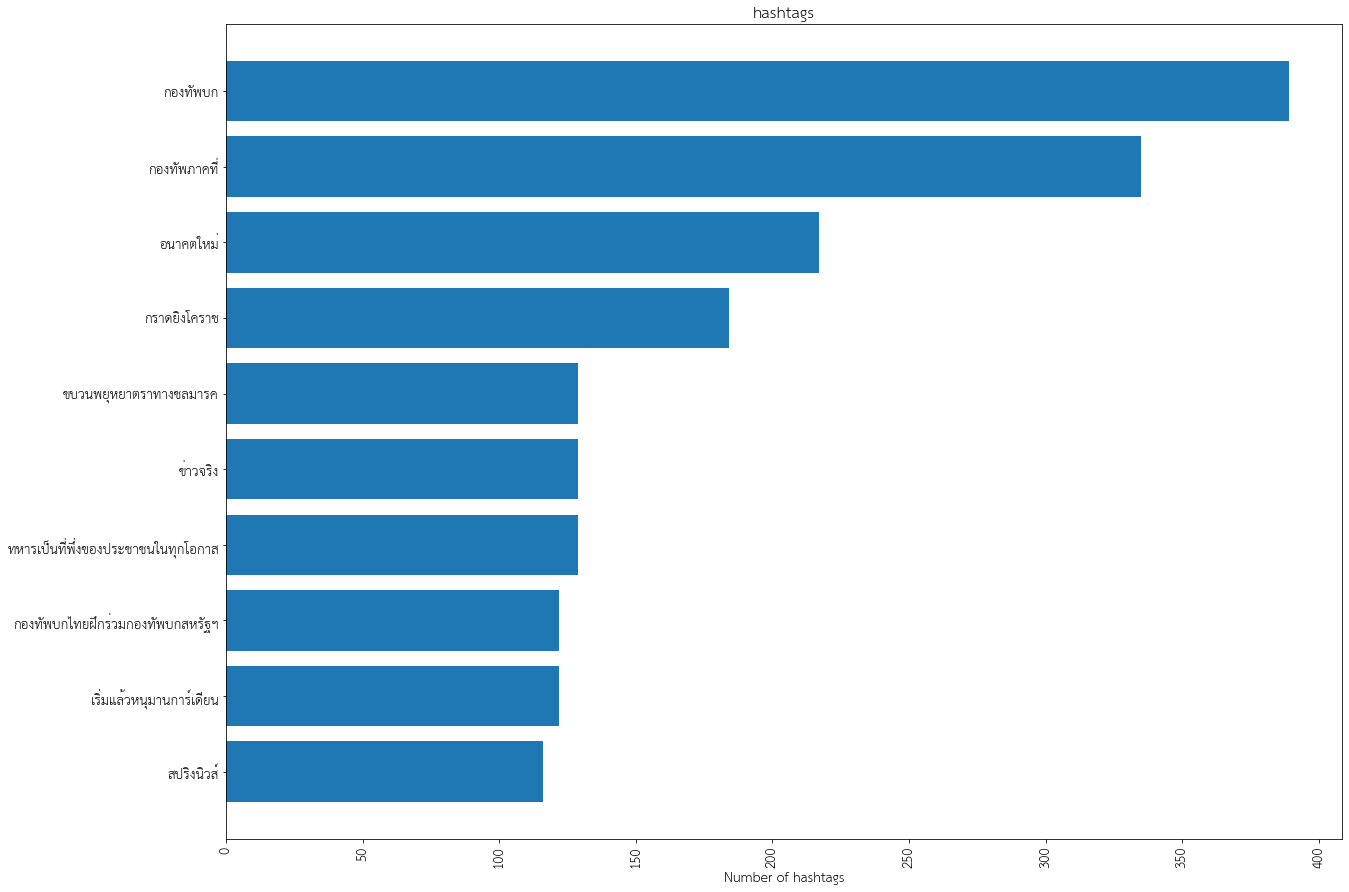 hashtags
กองทัพบก
กองทัพภาคที่
อนาคตใหม่
กราดยิงโคราช
ขบวนพยุหยาตราทางชลมารค
ข่าวจริง
ทหารเป็นที่พึ่งของประชาชนในทุกโอกาส
กองทัพบกไทยฝึกร่วมกองทัพบกสหรัฐฯ
เริ่มแล้วหนุมานการ์เดียน
สปริงนิวส์
0 50 100 150 200 250 300 350 400
Number of hashtags